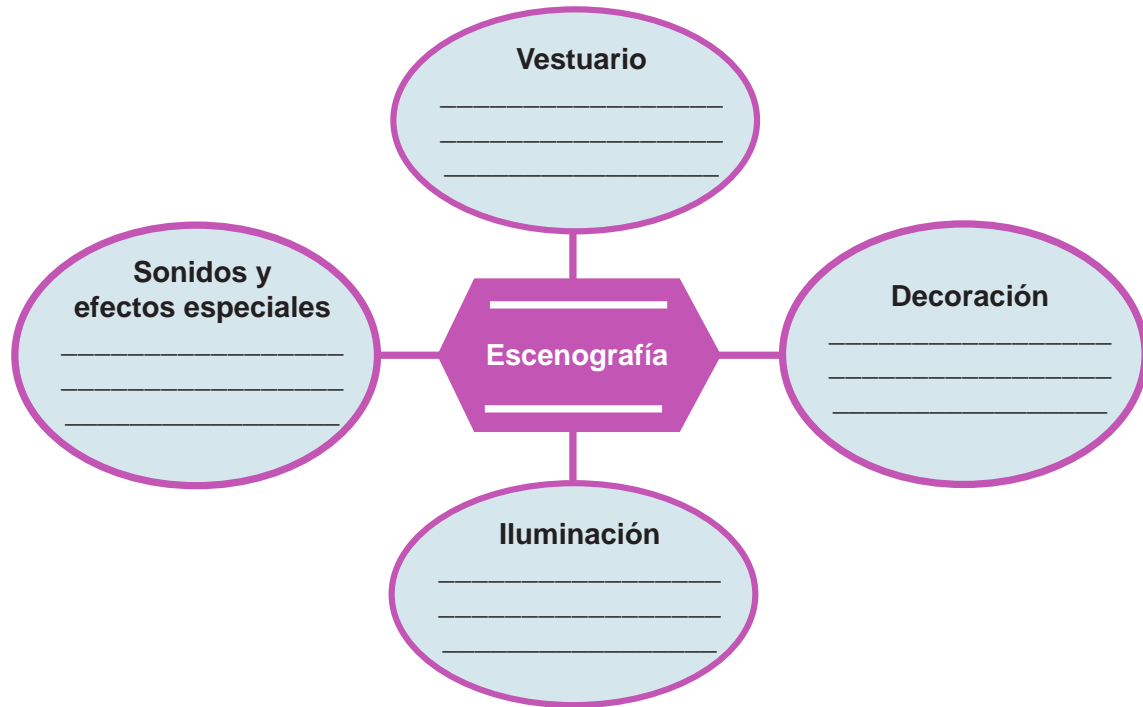 Vestuario
Sonidos y
efectos especiales
Escenografía
Decoración
Iluminación